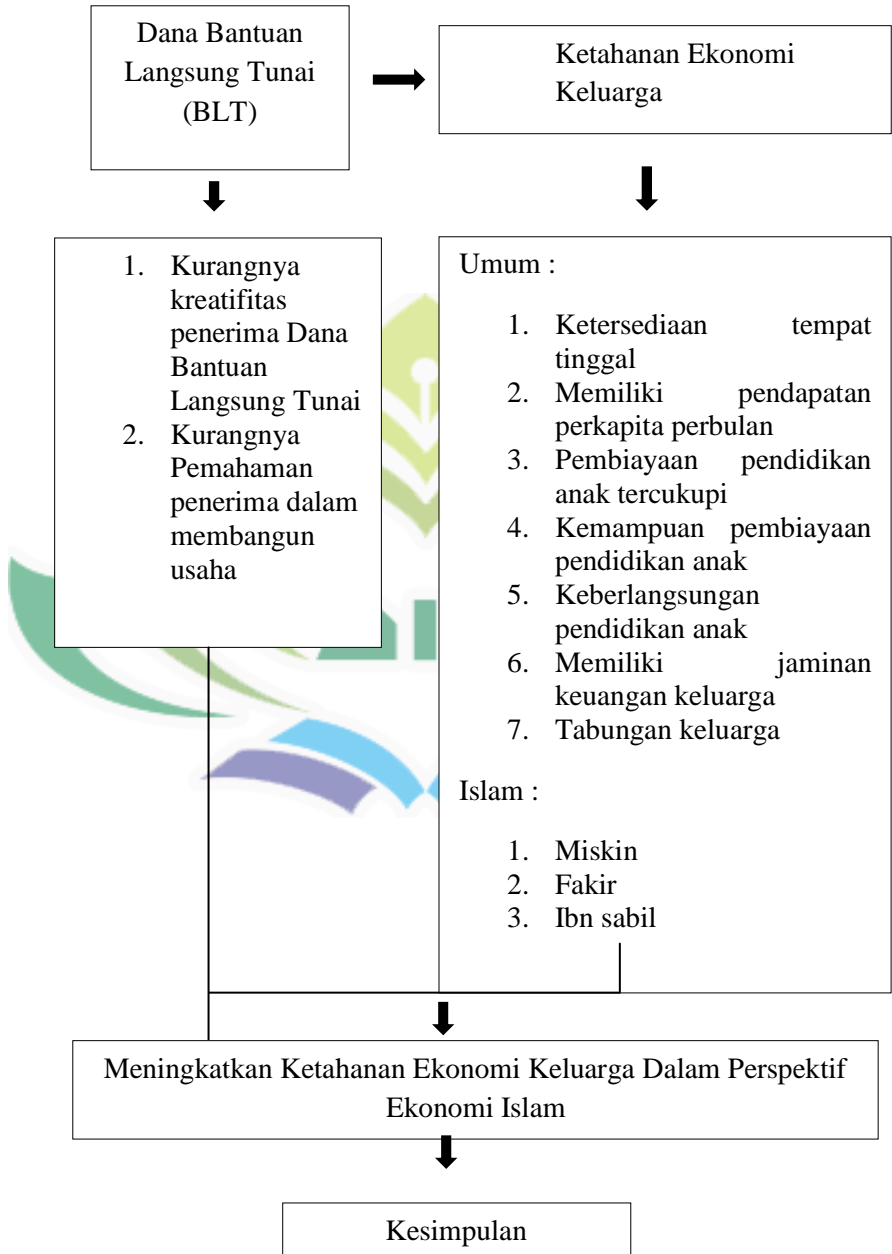 Dana Bantuan
Langsung Tunai
(BLT)
Ketahanan Ekonomi
Keluarga
1. Kurangnya
kreatifitas
penerima Dana
Bantuan
Langsung Tunai
2. Kurangnya
Pemahaman
penerima dalam
membangun
usaha
Umum :
1. Ketersediaan tempat
tinggal
2. Memiliki pendapatan
perkapita perbulan
3. Pembiayaan pendidikan
anak tercukupi
4. Kemampuan pembiayaan
pendidikan anak
5. Keberlangsungan
pendidikan anak
6. Memiliki jaminan
keuangan keluarga
7. Tabungan keluarga
Islam :
1. Miskin
2. Fakir
3. Ibn sabil
Meningkatkan Ketahanan Ekonomi Keluarga Dalam Perspektif
Ekonomi Islam
Kesimpulan